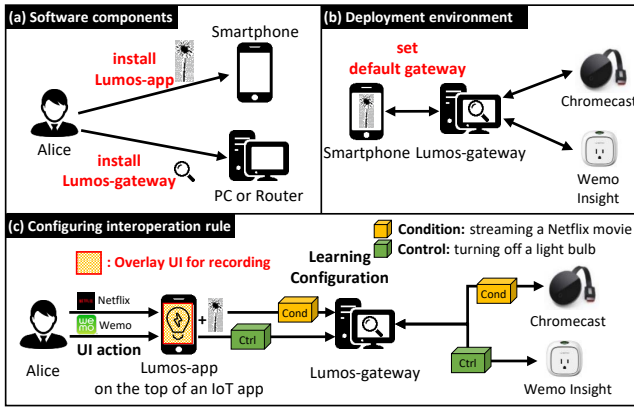 (a) Software components
Smartphone
install
Lumos-app
Alice
install
Lumos-gateway
PC or Router
(b) Deployment environment
set
default gateway
Chromecast
Smartphone Lumos-gateway
Wemo
Insight
(c) Configuring interoperation rule
Condition: streaming a Netflix movie
Control: turning off a light bulb
: Overlay UI for recording
Learning
Configuration
Netflix
Cond
Cond
Chromecast
wemo
Wemo
+
Ctrl
UI action
Ctrl
Alice
Lumos-app
on the top of an IoT app
Lumos-gateway
Wemo Insight